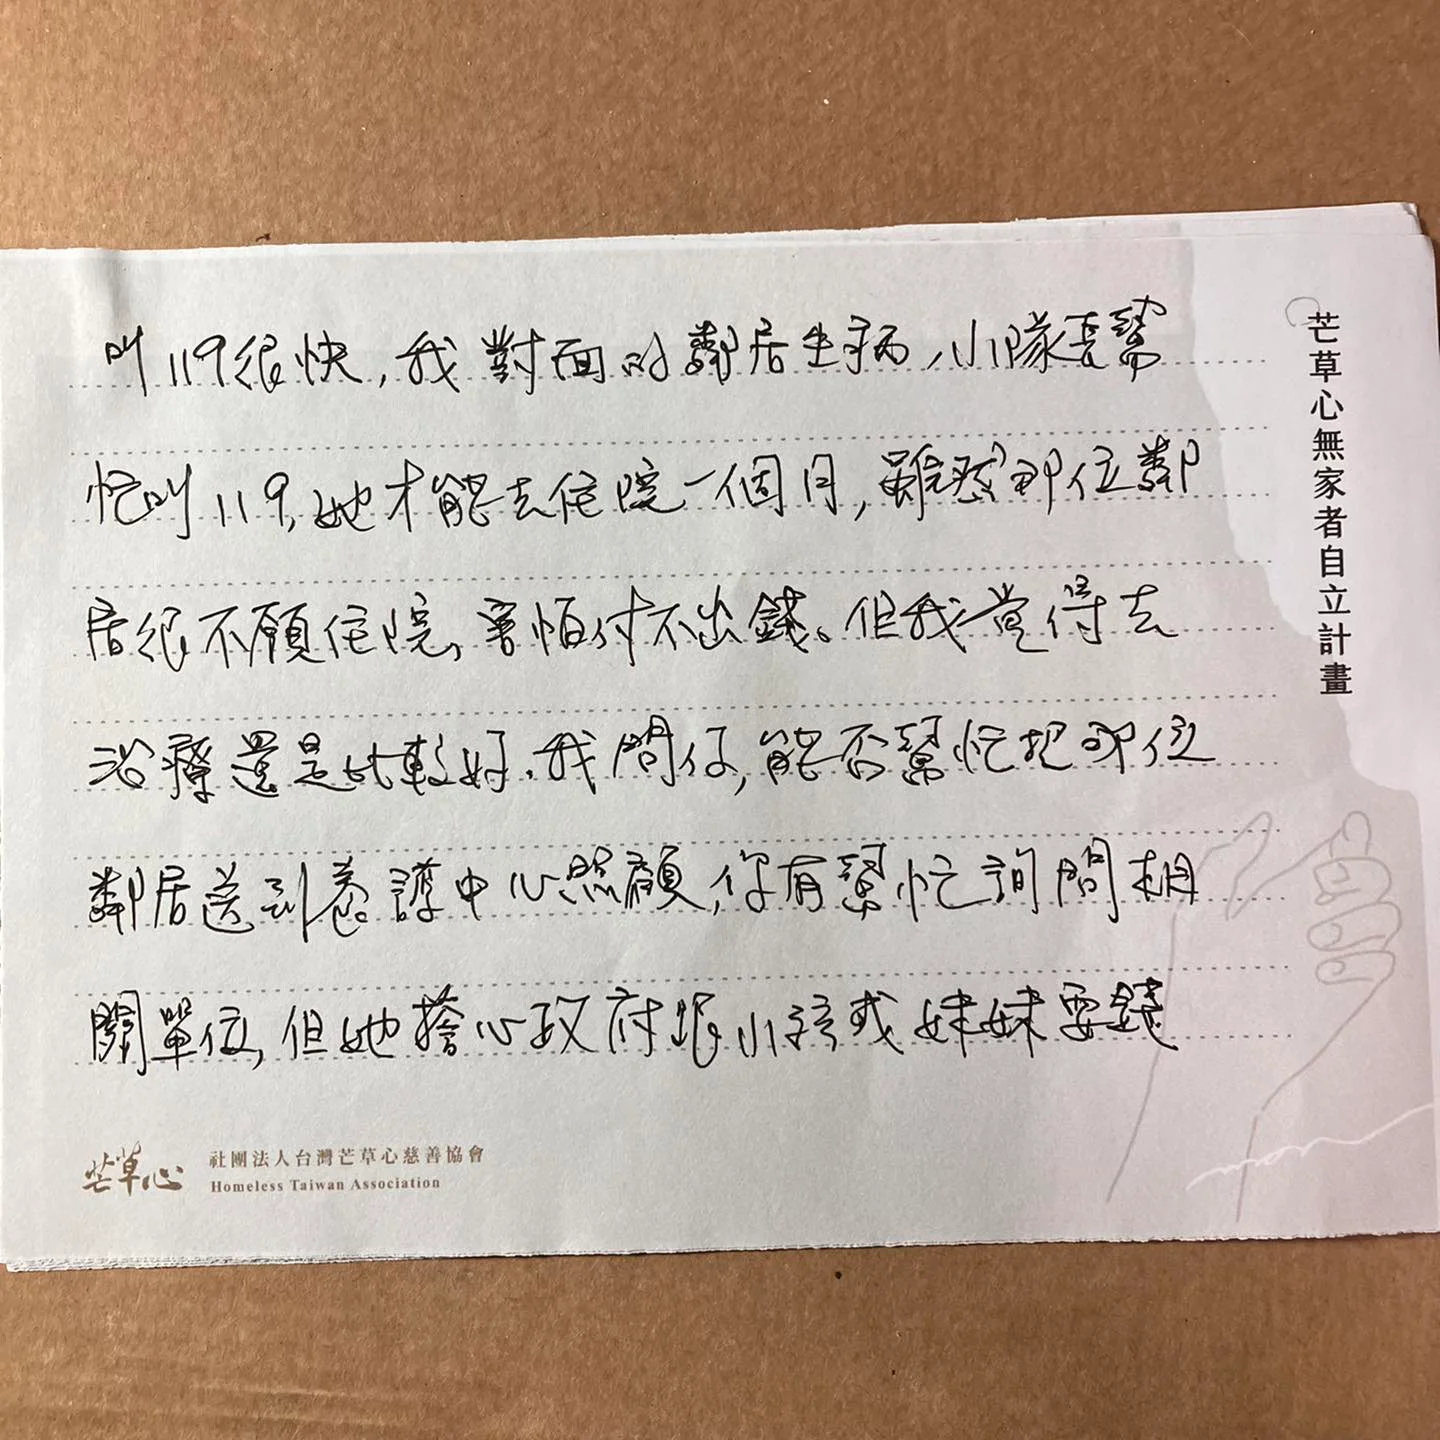 芒草心無家者自立計畫
叫119很快,我對面的鄰居生病,小隊長幫
忙叫119,她才能去住院一個月,雖然那位鄰
居很不願住院,害怕付不出錢。但我覺得去
治療還是比較好.我問你,能否幫忙把那位
鄰居送到養護中心照顧,你有幫忙詢問相
關單位,但她擔心政府跟小孩或妹妹要錢
芒草心 社團法人台灣芒草心慈善協會
Homeless Taiwan Association